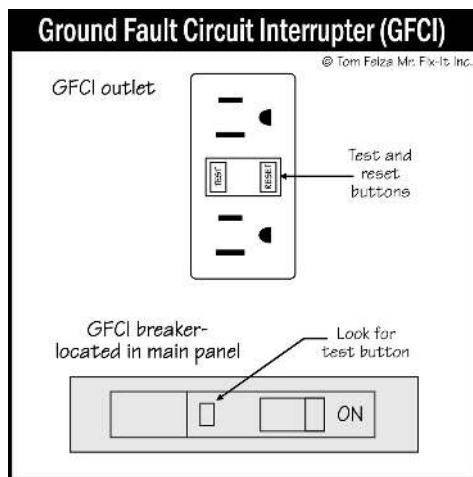 Ground Fault Circuit Interrupter (GFCI)
© Tom Feiza Mr. Fix-It Inc.
GFCI outlet
TEST
RESET
Test and
reset
buttons
GFCI breaker-
located in main panel
Look for
test button
ON